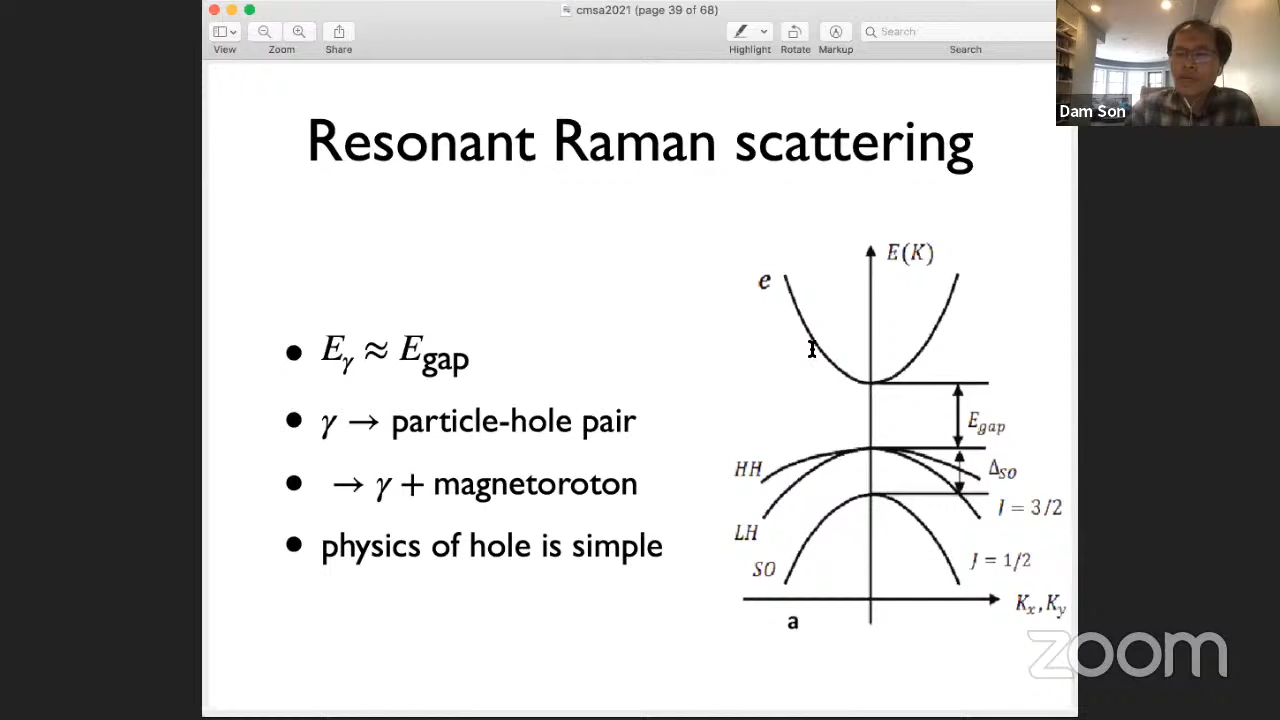 cmsa2021 (page 39 of 68)
View
Zoom
Share
Highlight
Rotate
Markup
Search
Search
Dam Son
Resonant Raman scattering
• E_γ ≈ E_gap
• γ → particle-hole pair
• → γ + magnetoroton
• physics of hole is simple
E(K)
e
E_gap
HH
Δ_SO
J = 3/2
LH
SO
J = 1/2
K_x, K_y
a
zoom